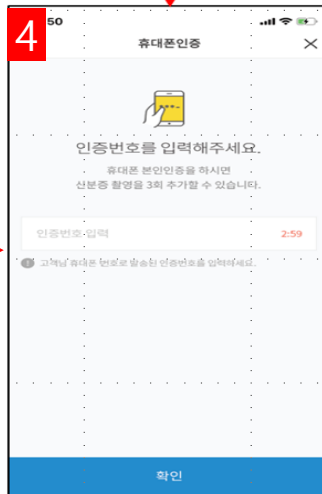 4
50
휴대폰인증
인증번호를 입력해주세요.
휴대폰 본인인증을 하시면
신분증 촬영을 3회 추가할 수 있습니다.
인증번호 입력
2:59
고객님 휴대폰 번호로 발송된 인증번호를 입력하세요.
확인